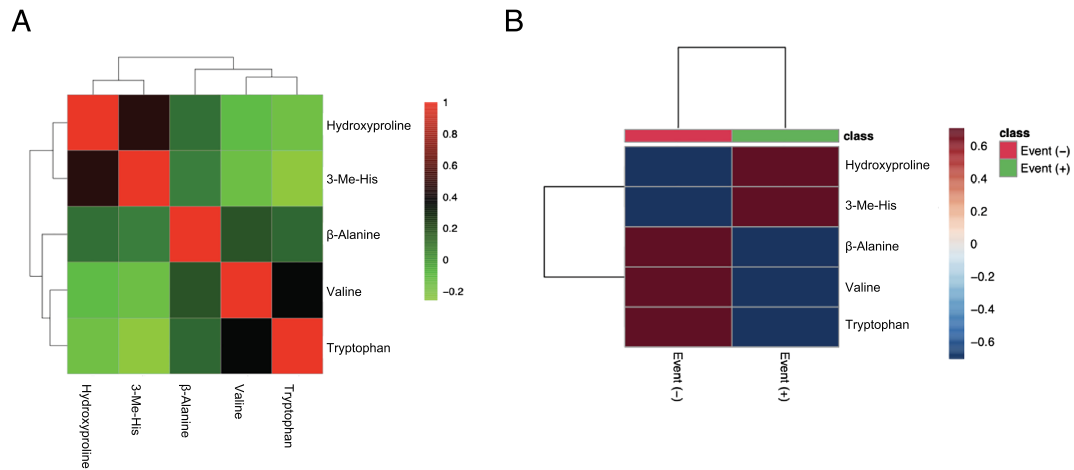 A
Hydroxyproline
3-Me-His
β-Alanine
Valine
Tryptophan
1
0.8
0.6
0.4
0.2
0
−0.2
Hydroxyproline
3-Me-His
β-Alanine
Valine
Tryptophan
B
class
Hydroxyproline
3-Me-His
β-Alanine
Valine
Tryptophan
Event (−)
Event (+)
0.6
0.4
0.2
0
−0.2
−0.4
−0.6
class
Event (−)
Event (+)